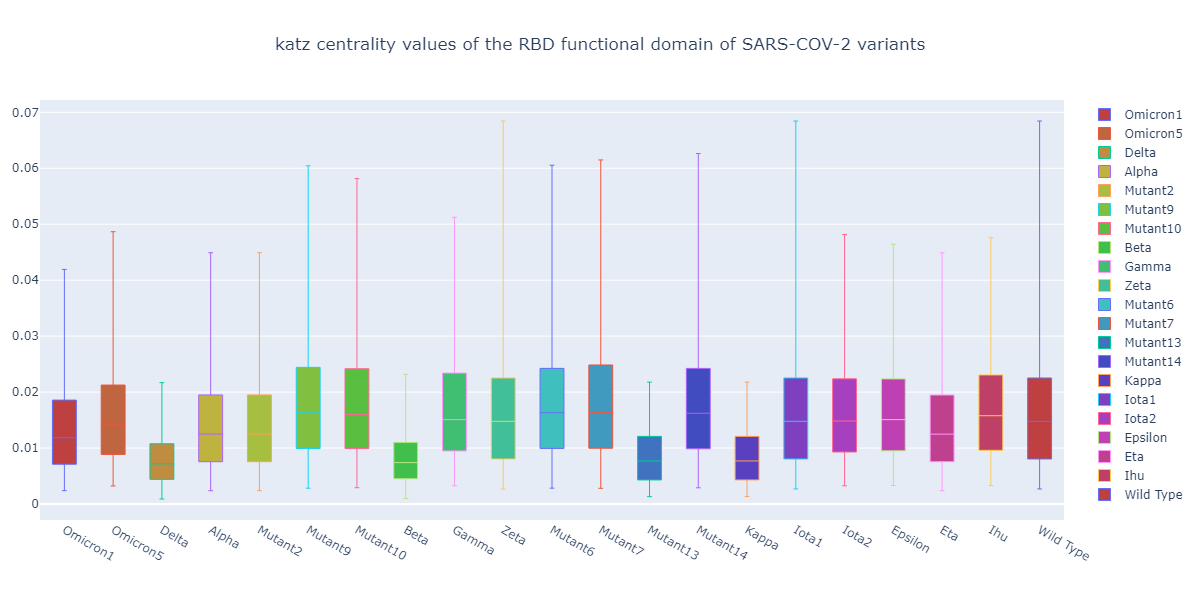 katz centrality values of the RBD functional domain of SARS-COV-2 variants
0.07
0.06
0.05
0.04
0.03
0.02
0.01
0
Omicron1
Omicron5
Delta
Alpha
Mutant2
Mutant9
Mutant10
Beta
Gamma
Zeta
Mutant6
Mutant7
Mutant13
Mutant14
Kappa
Iota1
Iota2
Epsilon
Eta
Ihu
Wild Type
Omicron1
Omicron5
Delta
Alpha
Mutant2
Mutant9
Mutant10
Beta
Gamma
Zeta
Mutant6
Mutant7
Mutant13
Mutant14
Kappa
Iota1
Iota2
Epsilon
Eta
Ihu
Wild Type